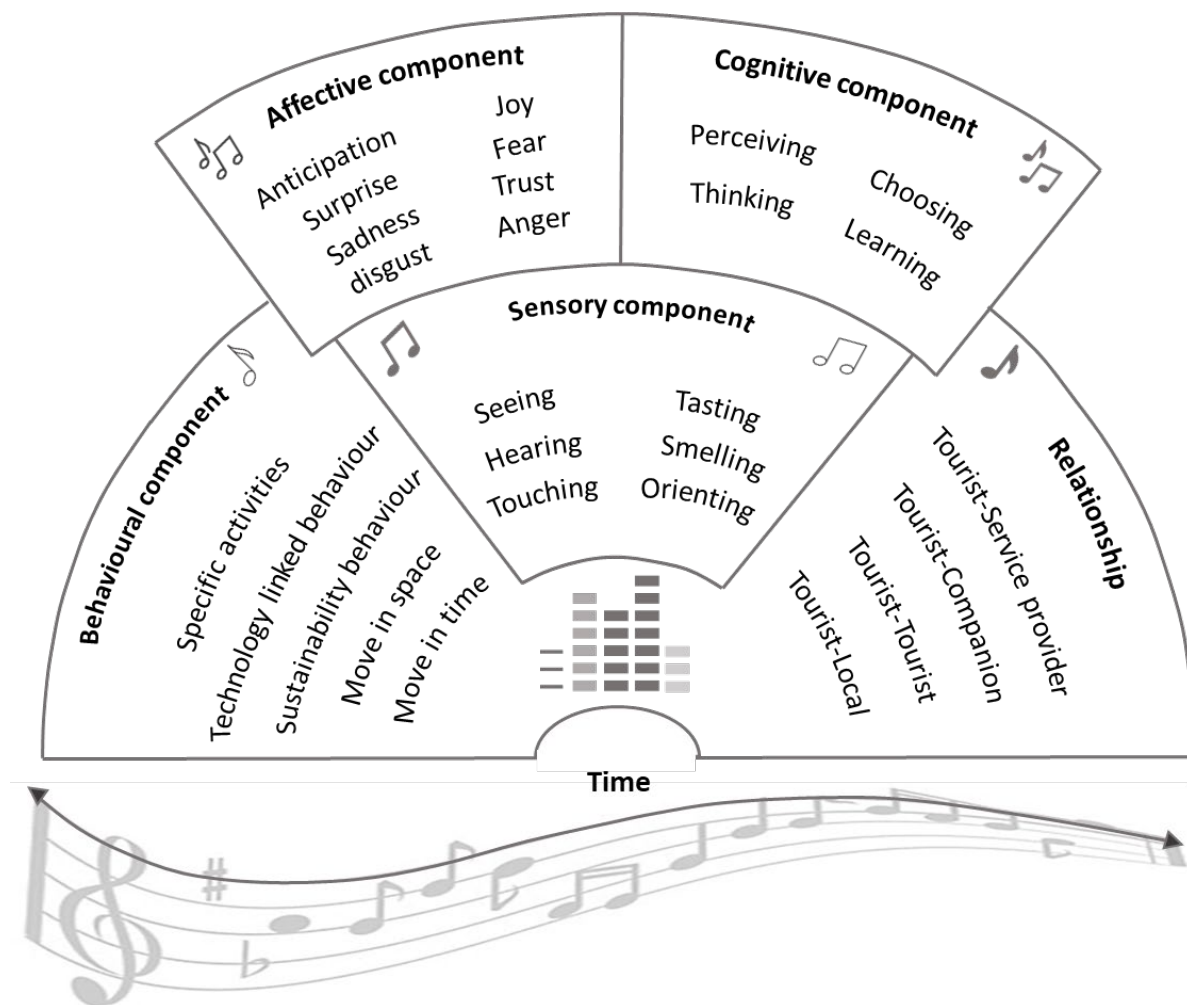 Affective component
Anticipation
Surprise
Sadness
disgust
Joy
Fear
Trust
Anger
Cognitive component
Perceiving
Thinking
Choosing
Learning
Behavioural component
Specific activities
Technology linked behaviour
Sustainability behaviour
Move in space
Move in time
Sensory component
Seeing
Hearing
Touching
Tasting
Smelling
Orienting
Relationship
Tourist-Service provider
Tourist-Companion
Tourist-Tourist
Tourist-Local
Time